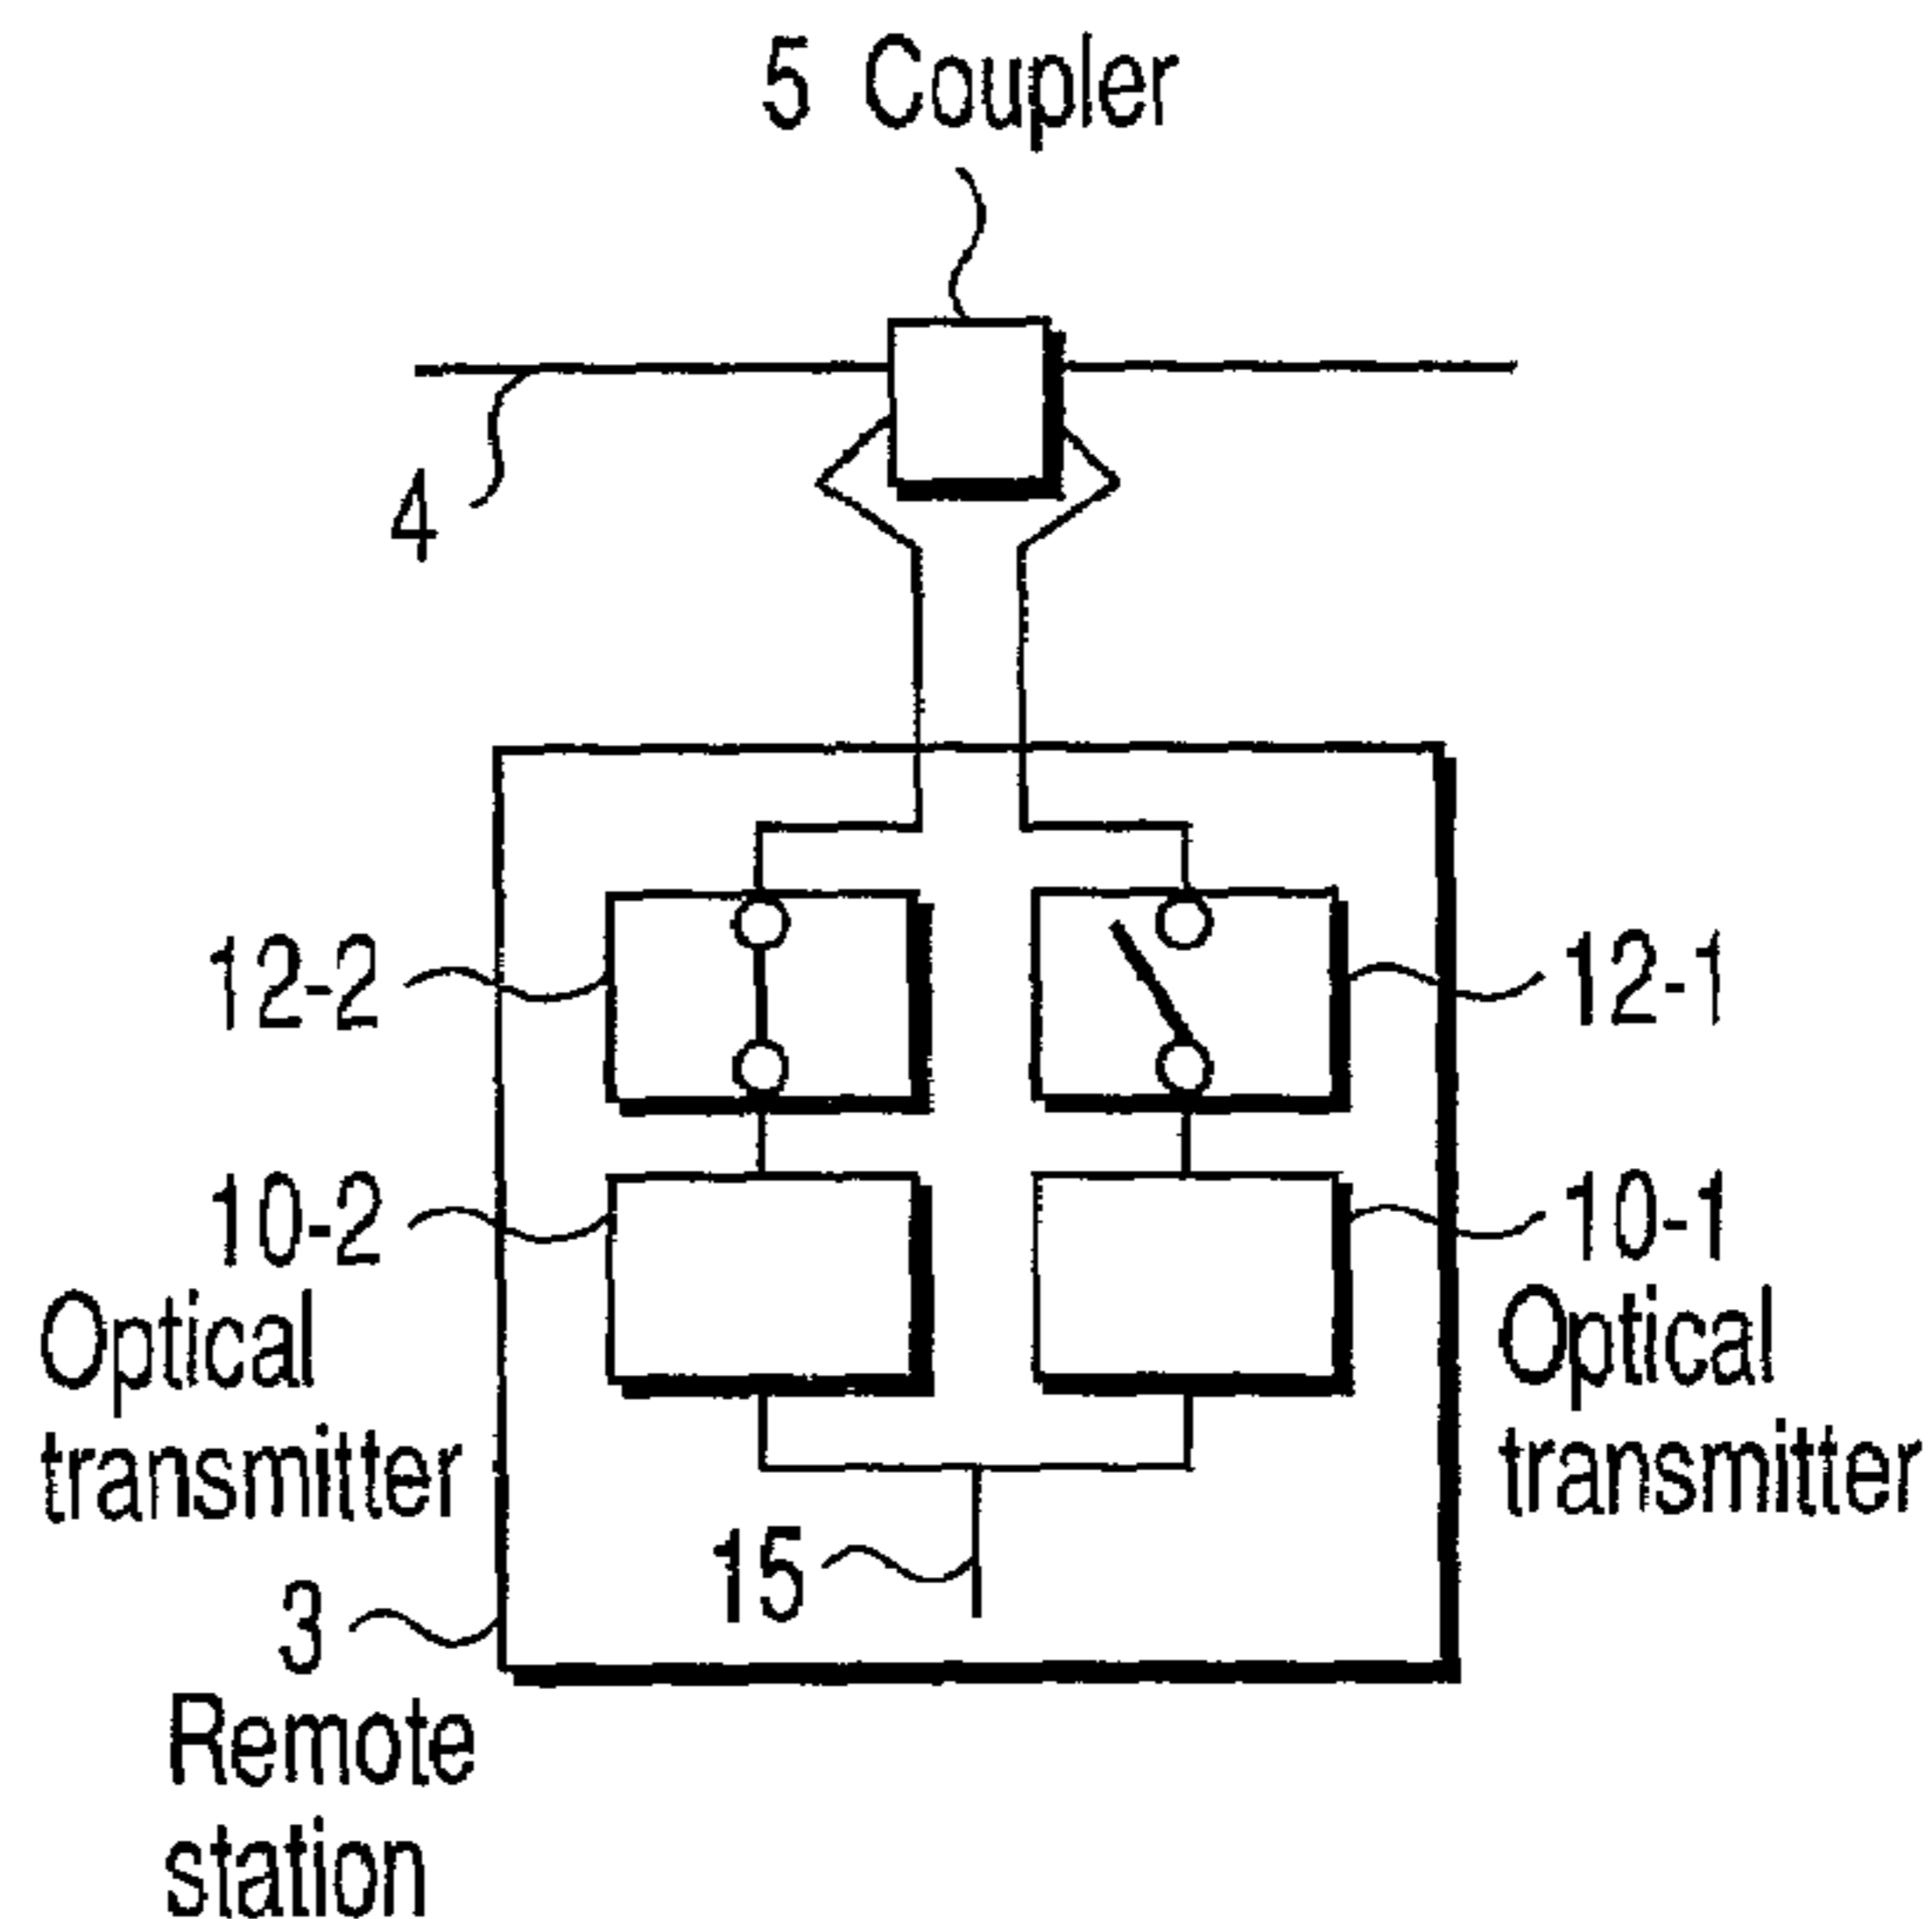 5 Coupler
4
12-2
12-1
10-2
Optical
transmitter
10-1
Optical
transmitter
15
3
Remote
station